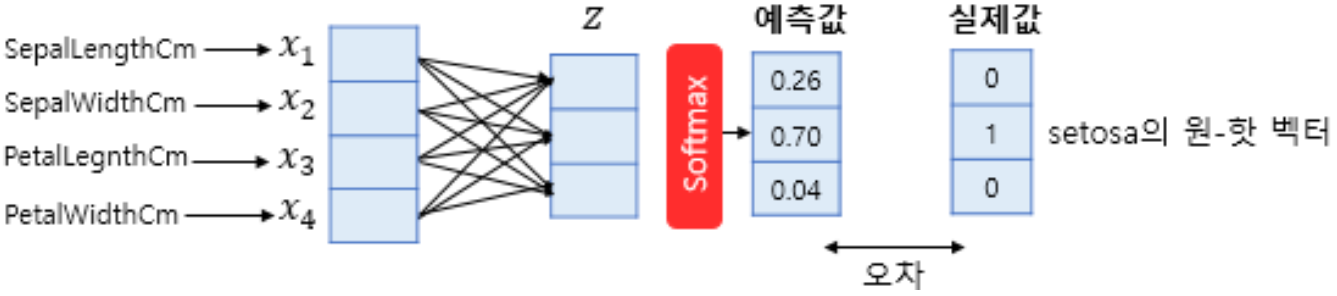 z 예측값 실제값
SepalLengthCm x1
SepalWidthCm x2
PetalLegnthCm x3
PetalWidthCm x4
Softmax
0.26
0.70
0.04
0
1
0
setosa의 원-핫 벡터
오차